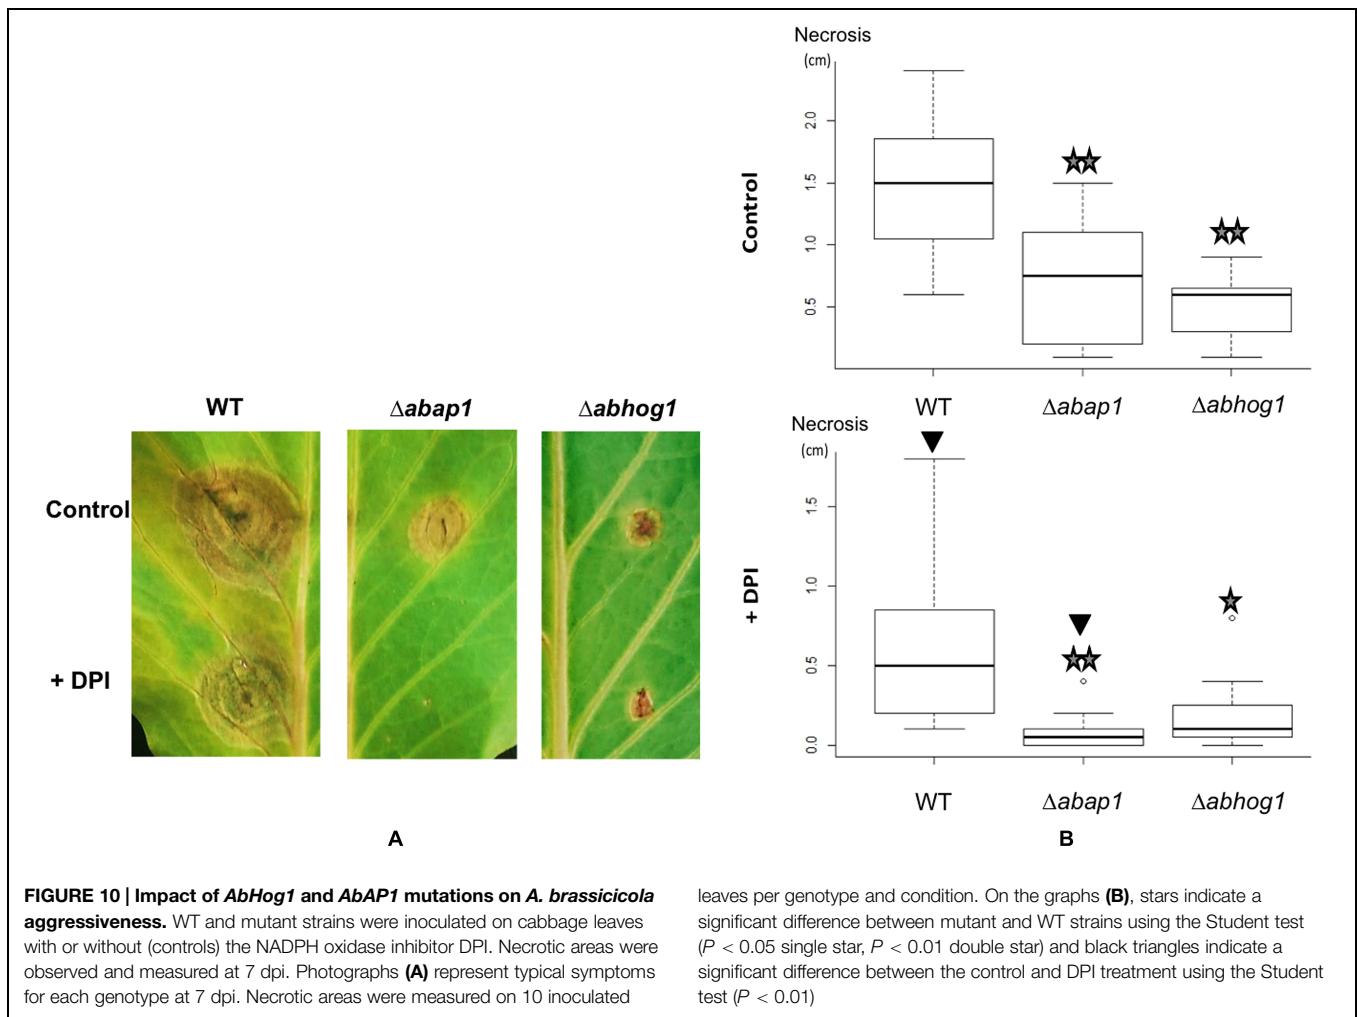 WT
Δabap1
Δabhog1
Control
+ DPI
A
Necrosis
(cm)
2.0
1.5
1.0
0.5
Control
WT
Δabap1
Δabhog1
Necrosis
(cm)
1.5
1.0
0.5
0.0
+ DPI
WT
Δabap1
Δabhog1
B
FIGURE 10 | Impact of AbHog1 and AbAP1 mutations on A. brassicicola
aggressiveness. WT and mutant strains were inoculated on cabbage leaves
with or without (controls) the NADPH oxidase inhibitor DPI. Necrotic areas were
observed and measured at 7 dpi. Photographs (A) represent typical symptoms
for each genotype at 7 dpi. Necrotic areas were measured on 10 inoculated
leaves per genotype and condition. On the graphs (B), stars indicate a
significant difference between mutant and WT strains using the Student test
(P < 0.05 single star, P < 0.01 double star) and black triangles indicate a
significant difference between the control and DPI treatment using the Student
test (P < 0.01)